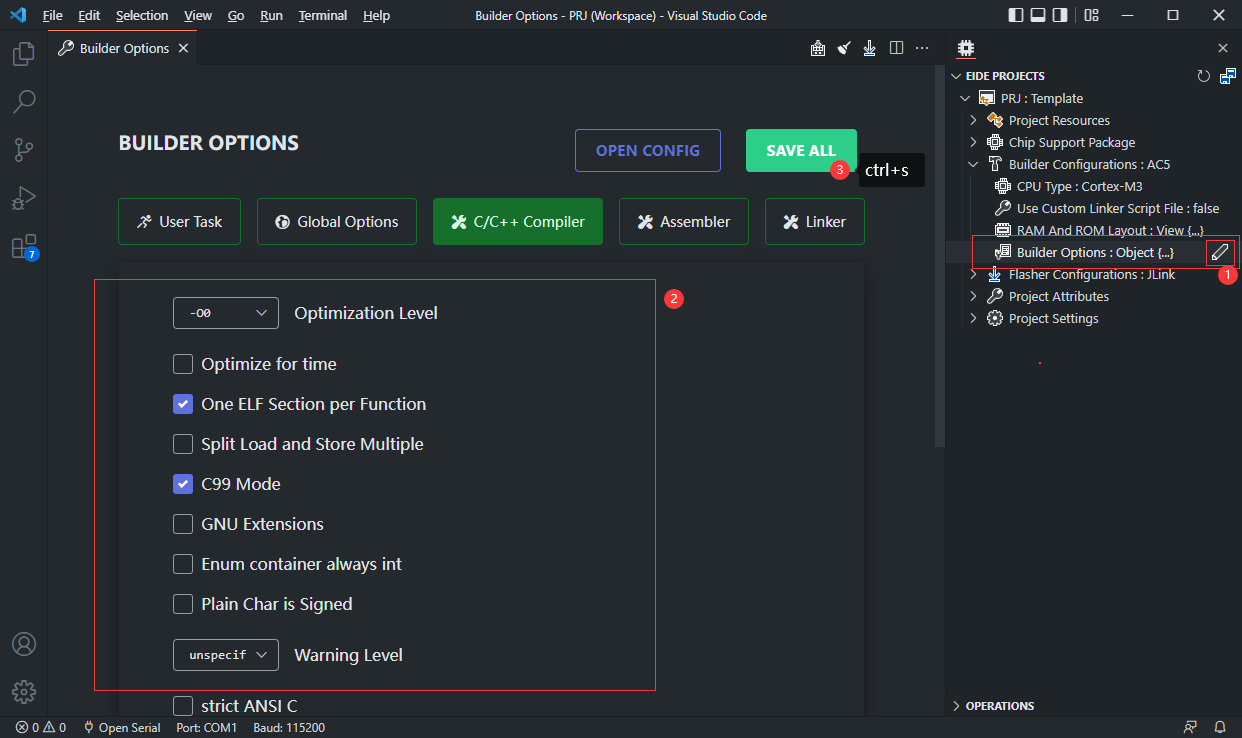 File Edit Selection View Go Run Terminal Help
Builder Options - PRJ (Workspace) - Visual Studio Code
Builder Options
BUILDER OPTIONS
OPEN CONFIG
SAVE ALL
3
ctrl+s
User Task
Global Options
C/C++ Compiler
Assembler
Linker
2
-O0
Optimization Level
Optimize for time
One ELF Section per Function
Split Load and Store Multiple
C99 Mode
GNU Extensions
Enum container always int
Plain Char is Signed
unspecif
Warning Level
strict ANSI C
7
EIDE PROJECTS
PRJ : Template
Project Resources
Chip Support Package
Builder Configurations : AC5
CPU Type : Cortex-M3
Use Custom Linker Script File : false
RAM And ROM Layout : View {...}
Builder Options : Object {...}
1
Flasher Configurations : JLink
Project Attributes
Project Settings
OPERATIONS
0 0 Open Serial Port: COM1 Baud: 115200